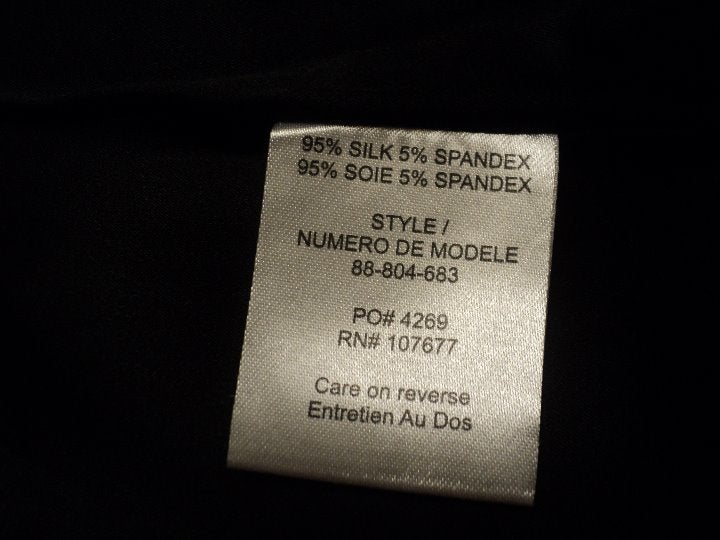 95% SILK 5% SPANDEX
95% SOIE 5% SPANDEX
STYLE /
NUMERO DE MODELE
88-804-683
PO# 4269
RN# 107677
Care on reverse
Entretien Au Dos